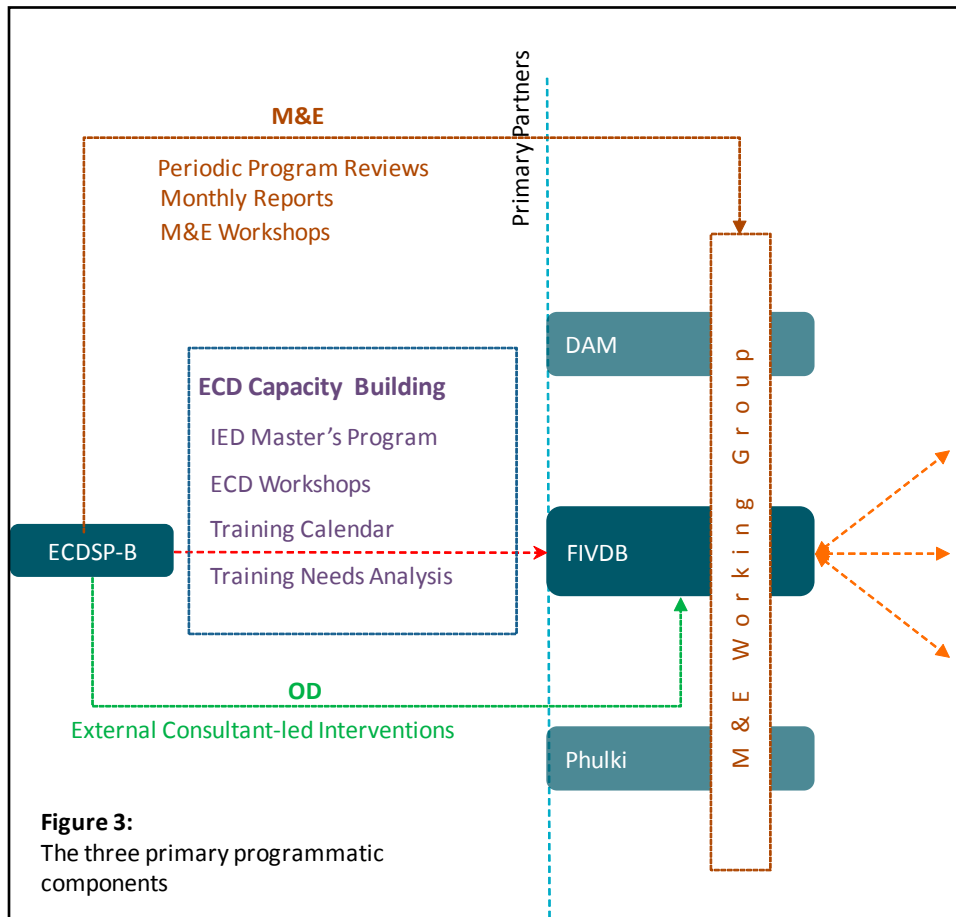 M&E
Periodic Program Reviews
Monthly Reports
M&E Workshops
Primary Partners
DAM
M&E Working Group
ECD Capacity Building
IED Master’s Program
ECD Workshops
Training Calendar
Training Needs Analysis
ECDSP-B
FIVDB
OD
External Consultant-led Interventions
Phulki
Figure 3:
The three primary programmatic
components